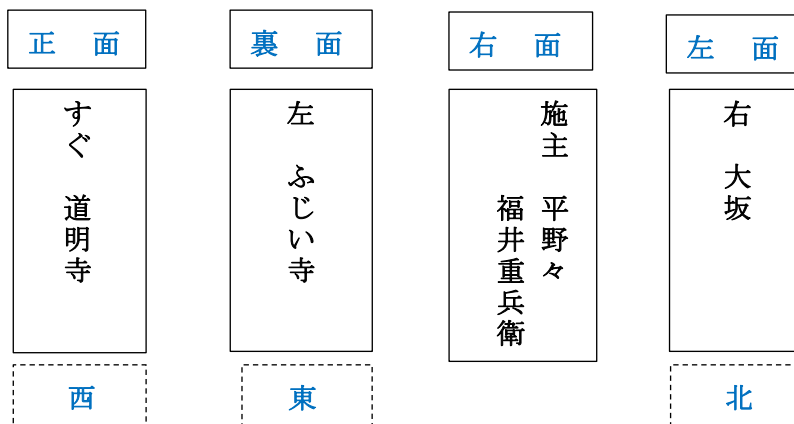 正 面
すぐ 道明寺
西
裏 面
左 ふじい寺
東
右 面
施主 平野々
福井重兵衛
左 面
右 大坂
北